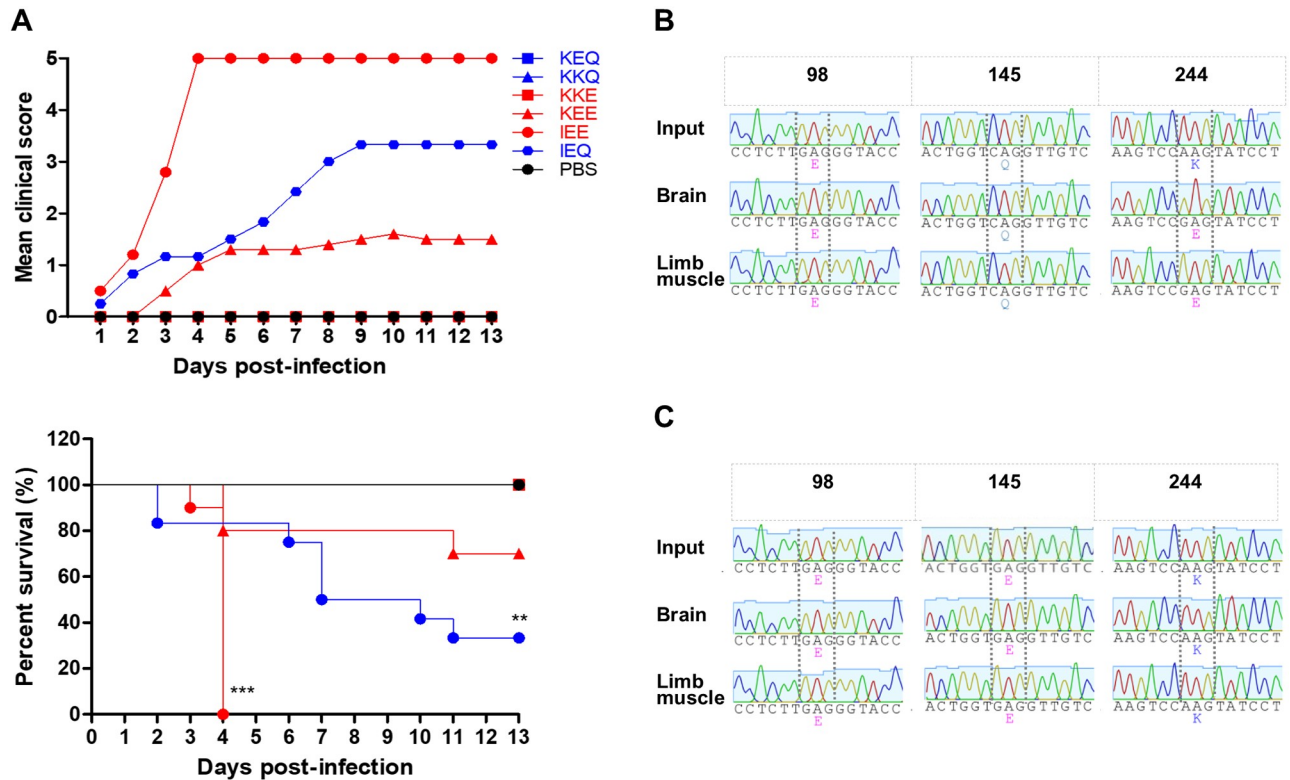 A
Mean clinical score
5
4
3
2
1
0
1 2 3 4 5 6 7 8 9 10 11 12 13
Days post-infection
KEQ
KKQ
KKE
KEE
IEE
IEQ
PBS
Percent survival (%)
120
100
80
60
40
20
0
***
**
0 1 2 3 4 5 6 7 8 9 10 11 12 13
Days post-infection
B
98 145 244
Input
CCTCTTGAGGGTACC ACTGGTCAGGTTGTC AAGTCCAAGTATCCT
E Q K
Brain
CCTCTTGAGGGTACC ACTGGTCAGGTTGTC AAGTCCGAGTATCCT
E Q E
Limb
muscle
CCTCTTGAGGGTACC ACTGGTCAGGTTGTC AAGTCCGAGTATCCT
E Q E
C
98 145 244
Input
CCTCTTGAGGGTACC ACTGGTGAGGTTGTC AAGTCCAAGTATCCT
E E K
Brain
CCTCTTGAGGGTACC ACTGGTGAGGTTGTC AAGTCCAAGTATCCT
E E K
Limb
muscle
CCTCTTGAGGGTACC ACTGGTGAGGTTGTC AAGTCCAAGTATCCT
E E K